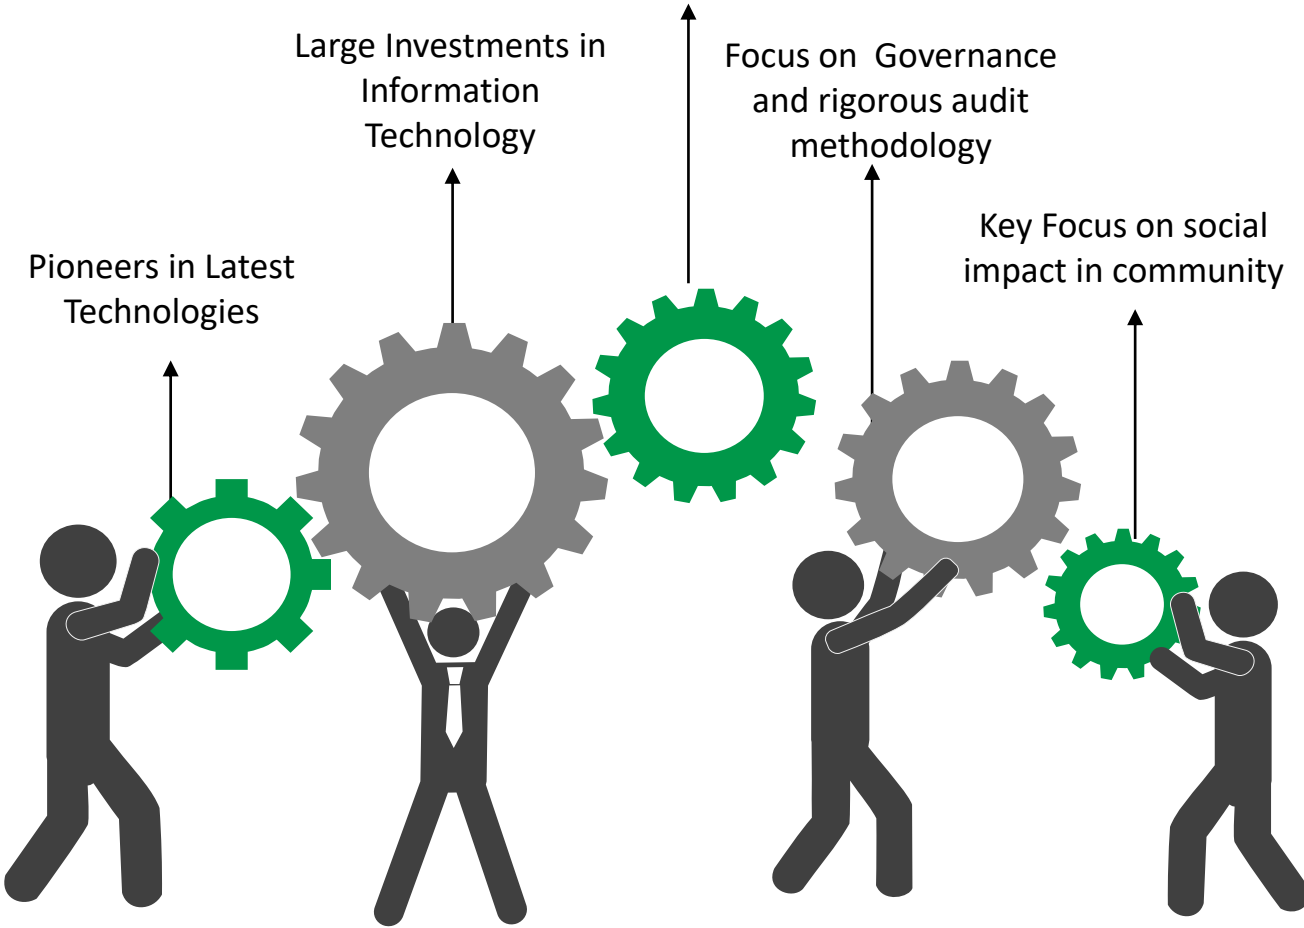 Large Investments in
Information
Technology
Focus on  Governance
and rigorous audit
methodology
Key Focus on social
impact in community
Pioneers in Latest
Technologies